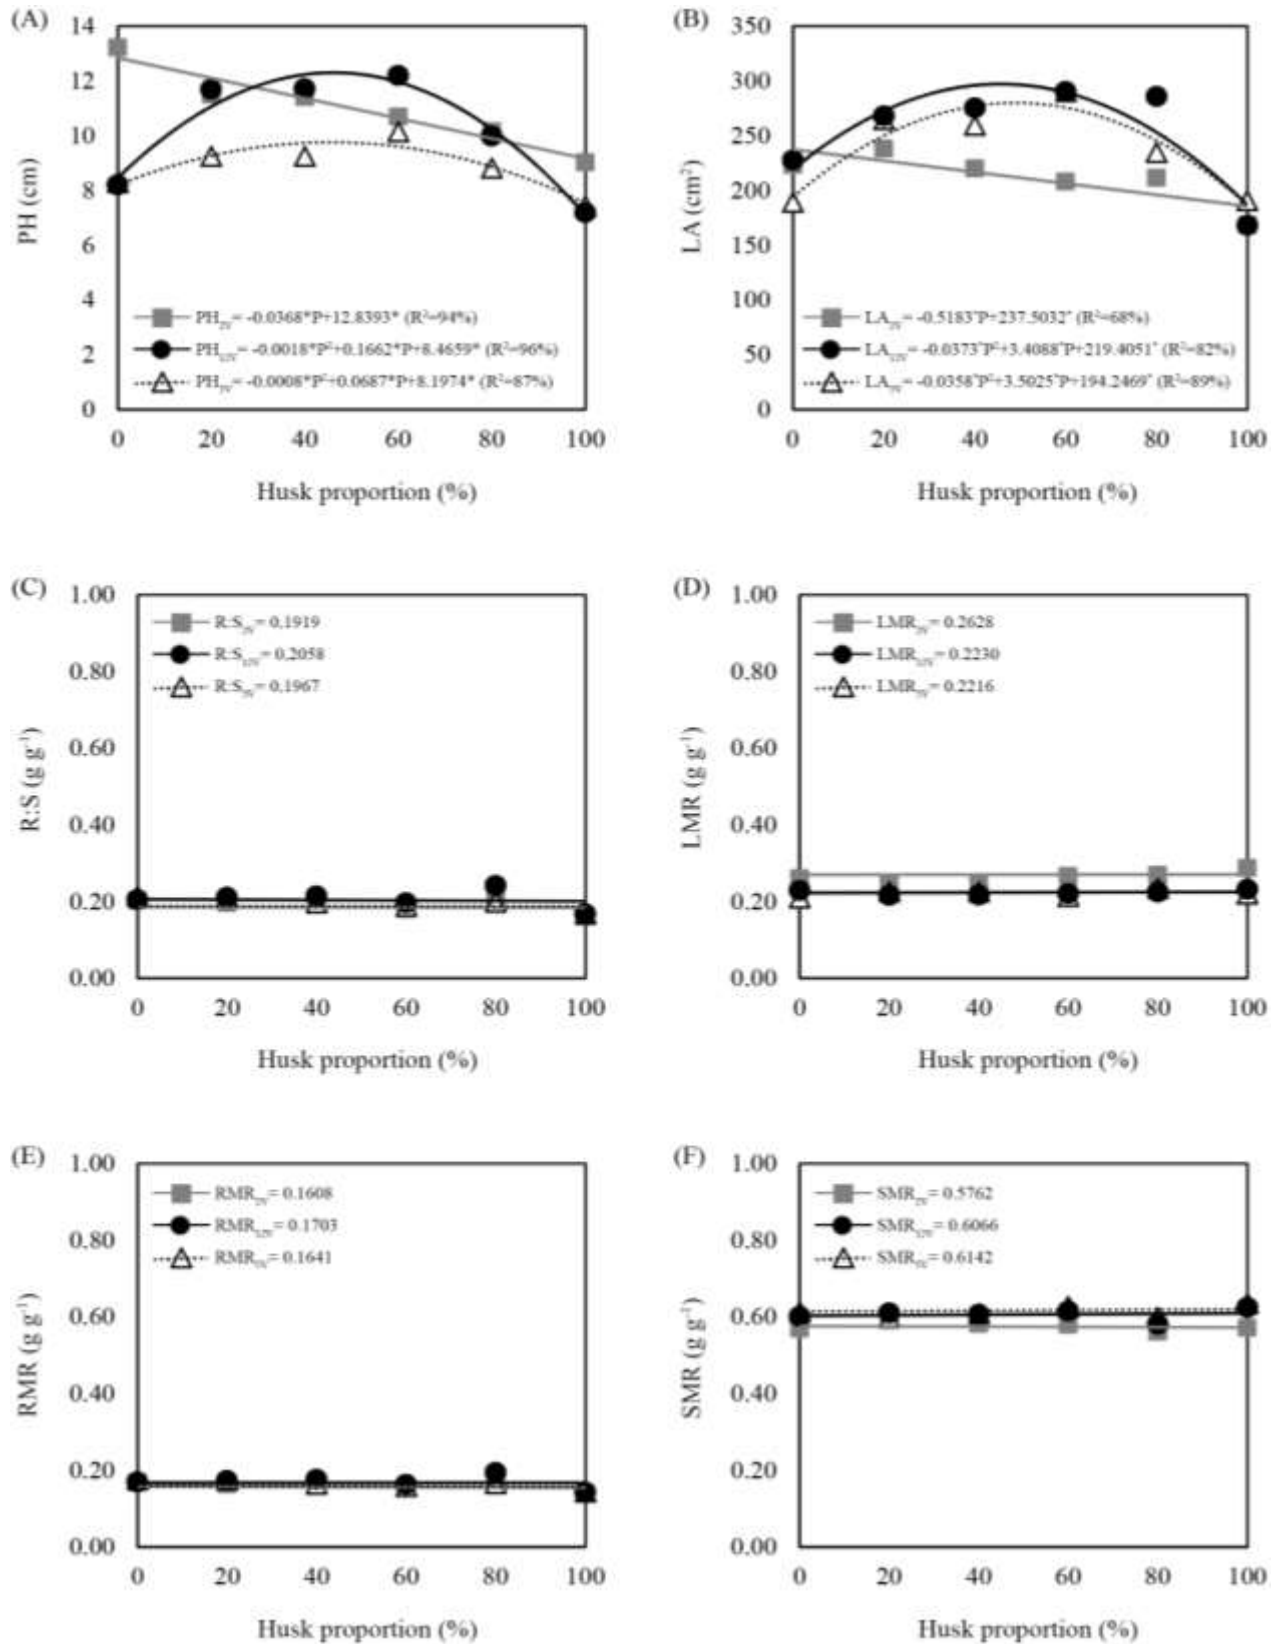 (A)
14
12
10
8
6
4
2
0
PH (cm)
PH = -0.0368*P+12.8393* (R²=94%)
PH = -0.0018*P²+0.1662*P+8.4659* (R²=96%)
PH = -0.0008*P²+0.0687*P+8.1974* (R²=87%)
0 20 40 60 80 100
Husk proportion (%)
(B)
350
300
250
200
150
100
50
0
LA (cm²)
LA = -0.5183*P+237.5032* (R²=68%)
LA = -0.0373*P²+3.4088*P+219.4051* (R²=82%)
LA = -0.0358*P²+3.5025*P+194.2469* (R²=89%)
0 20 40 60 80 100
Husk proportion (%)
(C)
1.00
0.80
0.60
0.40
0.20
0.00
R:S (g g⁻¹)
R:S = 0.1919
R:S = 0.2058
R:S = 0.1967
0 20 40 60 80 100
Husk proportion (%)
(D)
1.00
0.80
0.60
0.40
0.20
0.00
LMR (g g⁻¹)
LMR = 0.2628
LMR = 0.2230
LMR = 0.2216
0 20 40 60 80 100
Husk proportion (%)
(E)
1.00
0.80
0.60
0.40
0.20
0.00
RMR (g g⁻¹)
RMR = 0.1608
RMR = 0.1703
RMR = 0.1641
0 20 40 60 80 100
Husk proportion (%)
(F)
1.00
0.80
0.60
0.40
0.20
0.00
SMR (g g⁻¹)
SMR = 0.5762
SMR = 0.6066
SMR = 0.6142
0 20 40 60 80 100
Husk proportion (%)